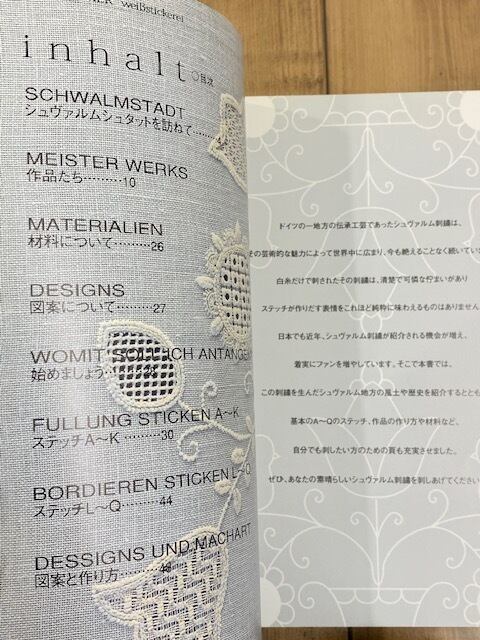 weißstickerei
inhalt○目次
SCHWALMSTADT
シュヴァルムシュタットを訪ねて……
MEISTER WERKS
作品たち………10
MATERIALIEN
材料について………26
DESIGNS
図案について………27
WOMIT SOLL ICH ANFANGEN
始めましょう
FULLUNG STICKEN A〜K
ステッチA〜K ………30
BORDIEREN STICKEN L〜Q
ステッチL〜Q ………44
DESSIGNS UND MACHART
図案と作り方………48
ドイツの一地方の伝承工芸であったシュヴァルム刺繍は、
その芸術的な魅力によって世界中に広まり、今も絶えることなく続いていま
白糸だけで刺されたその刺繍は、清楚で可憐な佇まいがあり
ステッチが作りだす表情をこれほど純粋に味わえるものはありません
日本でも近年、シュヴァルム刺繍が紹介される機会が増え、
着実にファンを増やしています。そこで本書では、
この刺繍を生んだシュヴァルム地方の風土や歴史を紹介するととも
基本のA〜Qのステッチ、作品の作り方や材料など、
自分でも刺したい方のための頁も充実させました。
ぜひ、あなたの素晴らしいシュヴァルム刺繍を刺しあげてください